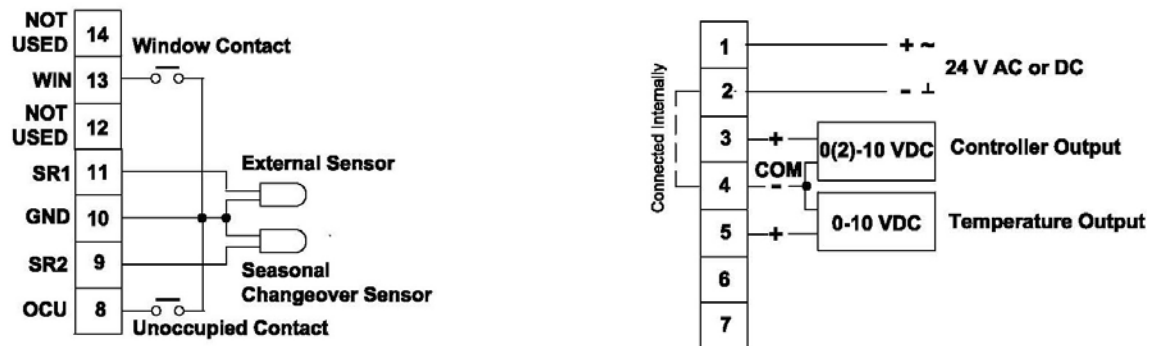 NOT
USED 14
Window Contact
WIN 13
NOT
USED 12
SR1 11
External Sensor
GND 10
SR2 9
Seasonal
Changeover Sensor
OCU 8
Unoccupied Contact
Connected Internally
1 + ~
24 V AC or DC
2 - ⊥
3 + 0(2)-10 VDC Controller Output
COM
4 -
5 + 0-10 VDC Temperature Output
6
7